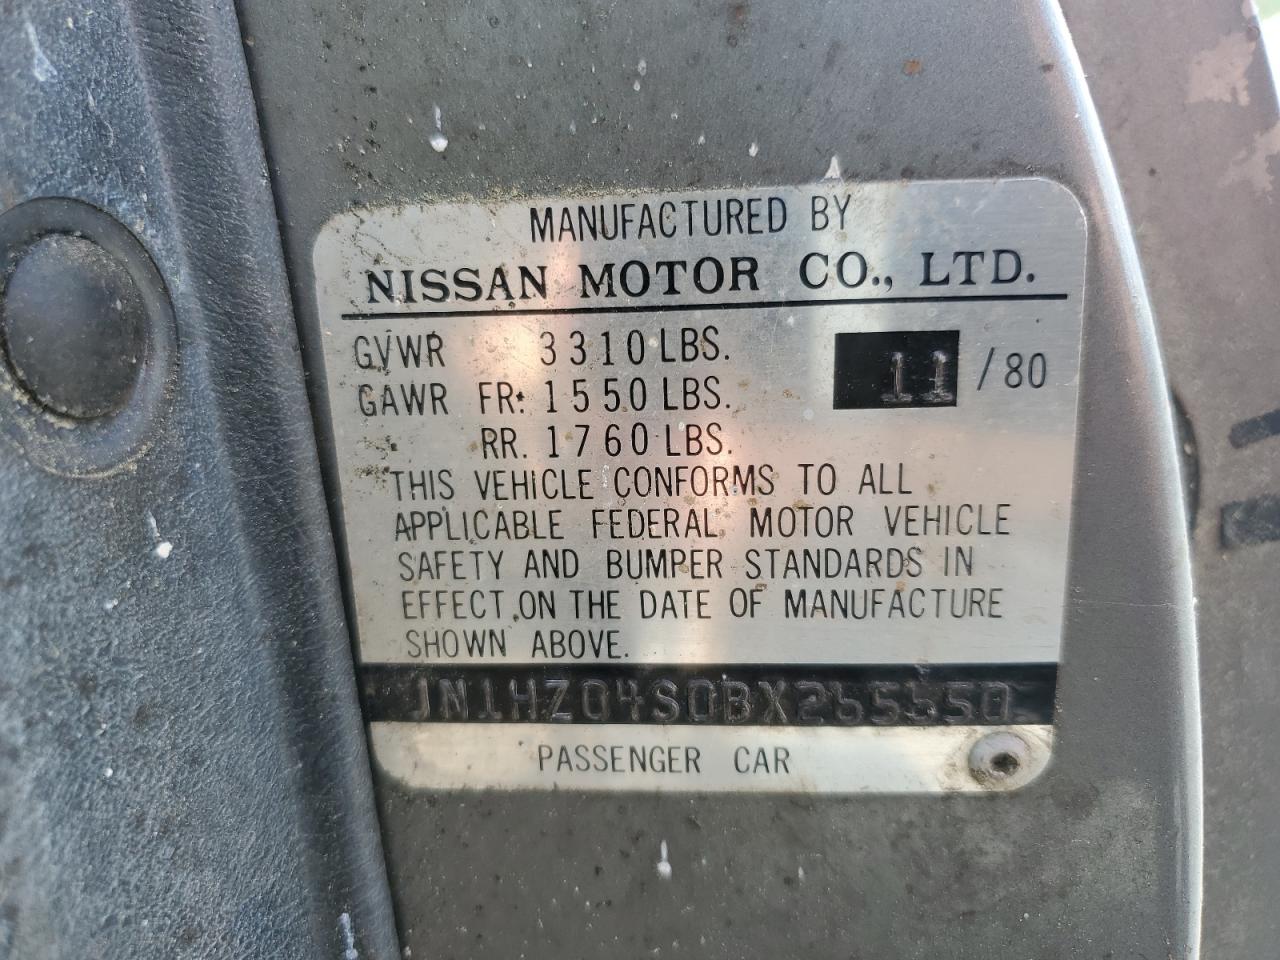 MANUFACTURED BY
NISSAN MOTOR CO., LTD.
GVWR 3310 LBS.
11 /80
GAWR FR: 1550 LBS.
RR. 1760 LBS.
THIS VEHICLE CONFORMS TO ALL
APPLICABLE FEDERAL MOTOR VEHICLE
SAFETY AND BUMPER STANDARDS IN
EFFECT ON THE DATE OF MANUFACTURE
SHOWN ABOVE.
JN1HZ04S0BX265550
PASSENGER CAR